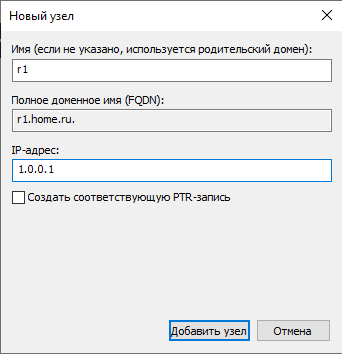 Новый узел
Имя (если не указано, используется родительский домен):
r1
Полное доменное имя (FQDN):
r1.home.ru.
IP-адрес:
1.0.0.1
Создать соответствующую PTR-запись
Добавить узел
Отмена